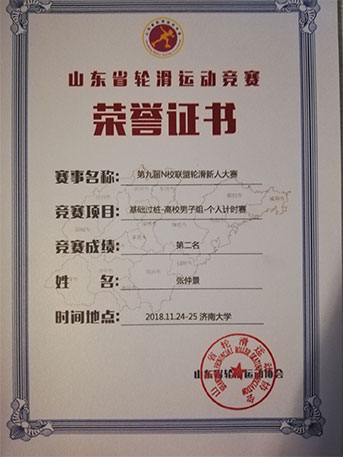 山东省轮滑运动竞赛
荣誉证书
赛事名称: 第九届N校联盟轮滑新人大赛
竞赛项目: 基础过桩-高校男子组-个人计时赛
竞赛成绩: 第二名
姓 名: 张仲景
时间地点: 2018.11.24-25 济南大学
山东省轮滑运动协会